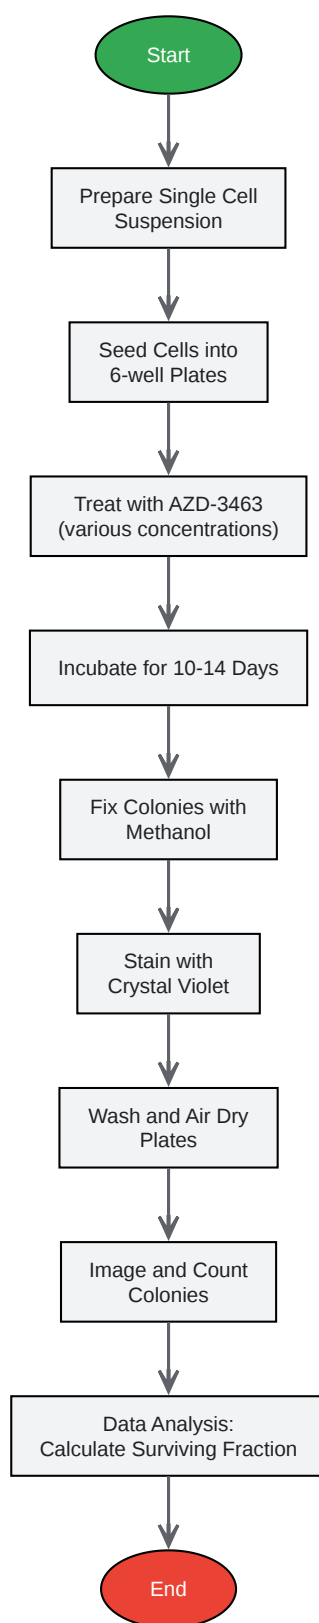 Start
Prepare Single Cell
Suspension
Seed Cells into
6-well Plates
Treat with AZD-3463
(various concentrations)
Incubate for 10-14 Days
Fix Colonies with
Methanol
Stain with
Crystal Violet
Wash and Air Dry
Plates
Image and Count
Colonies
Data Analysis:
Calculate Surviving Fraction
End